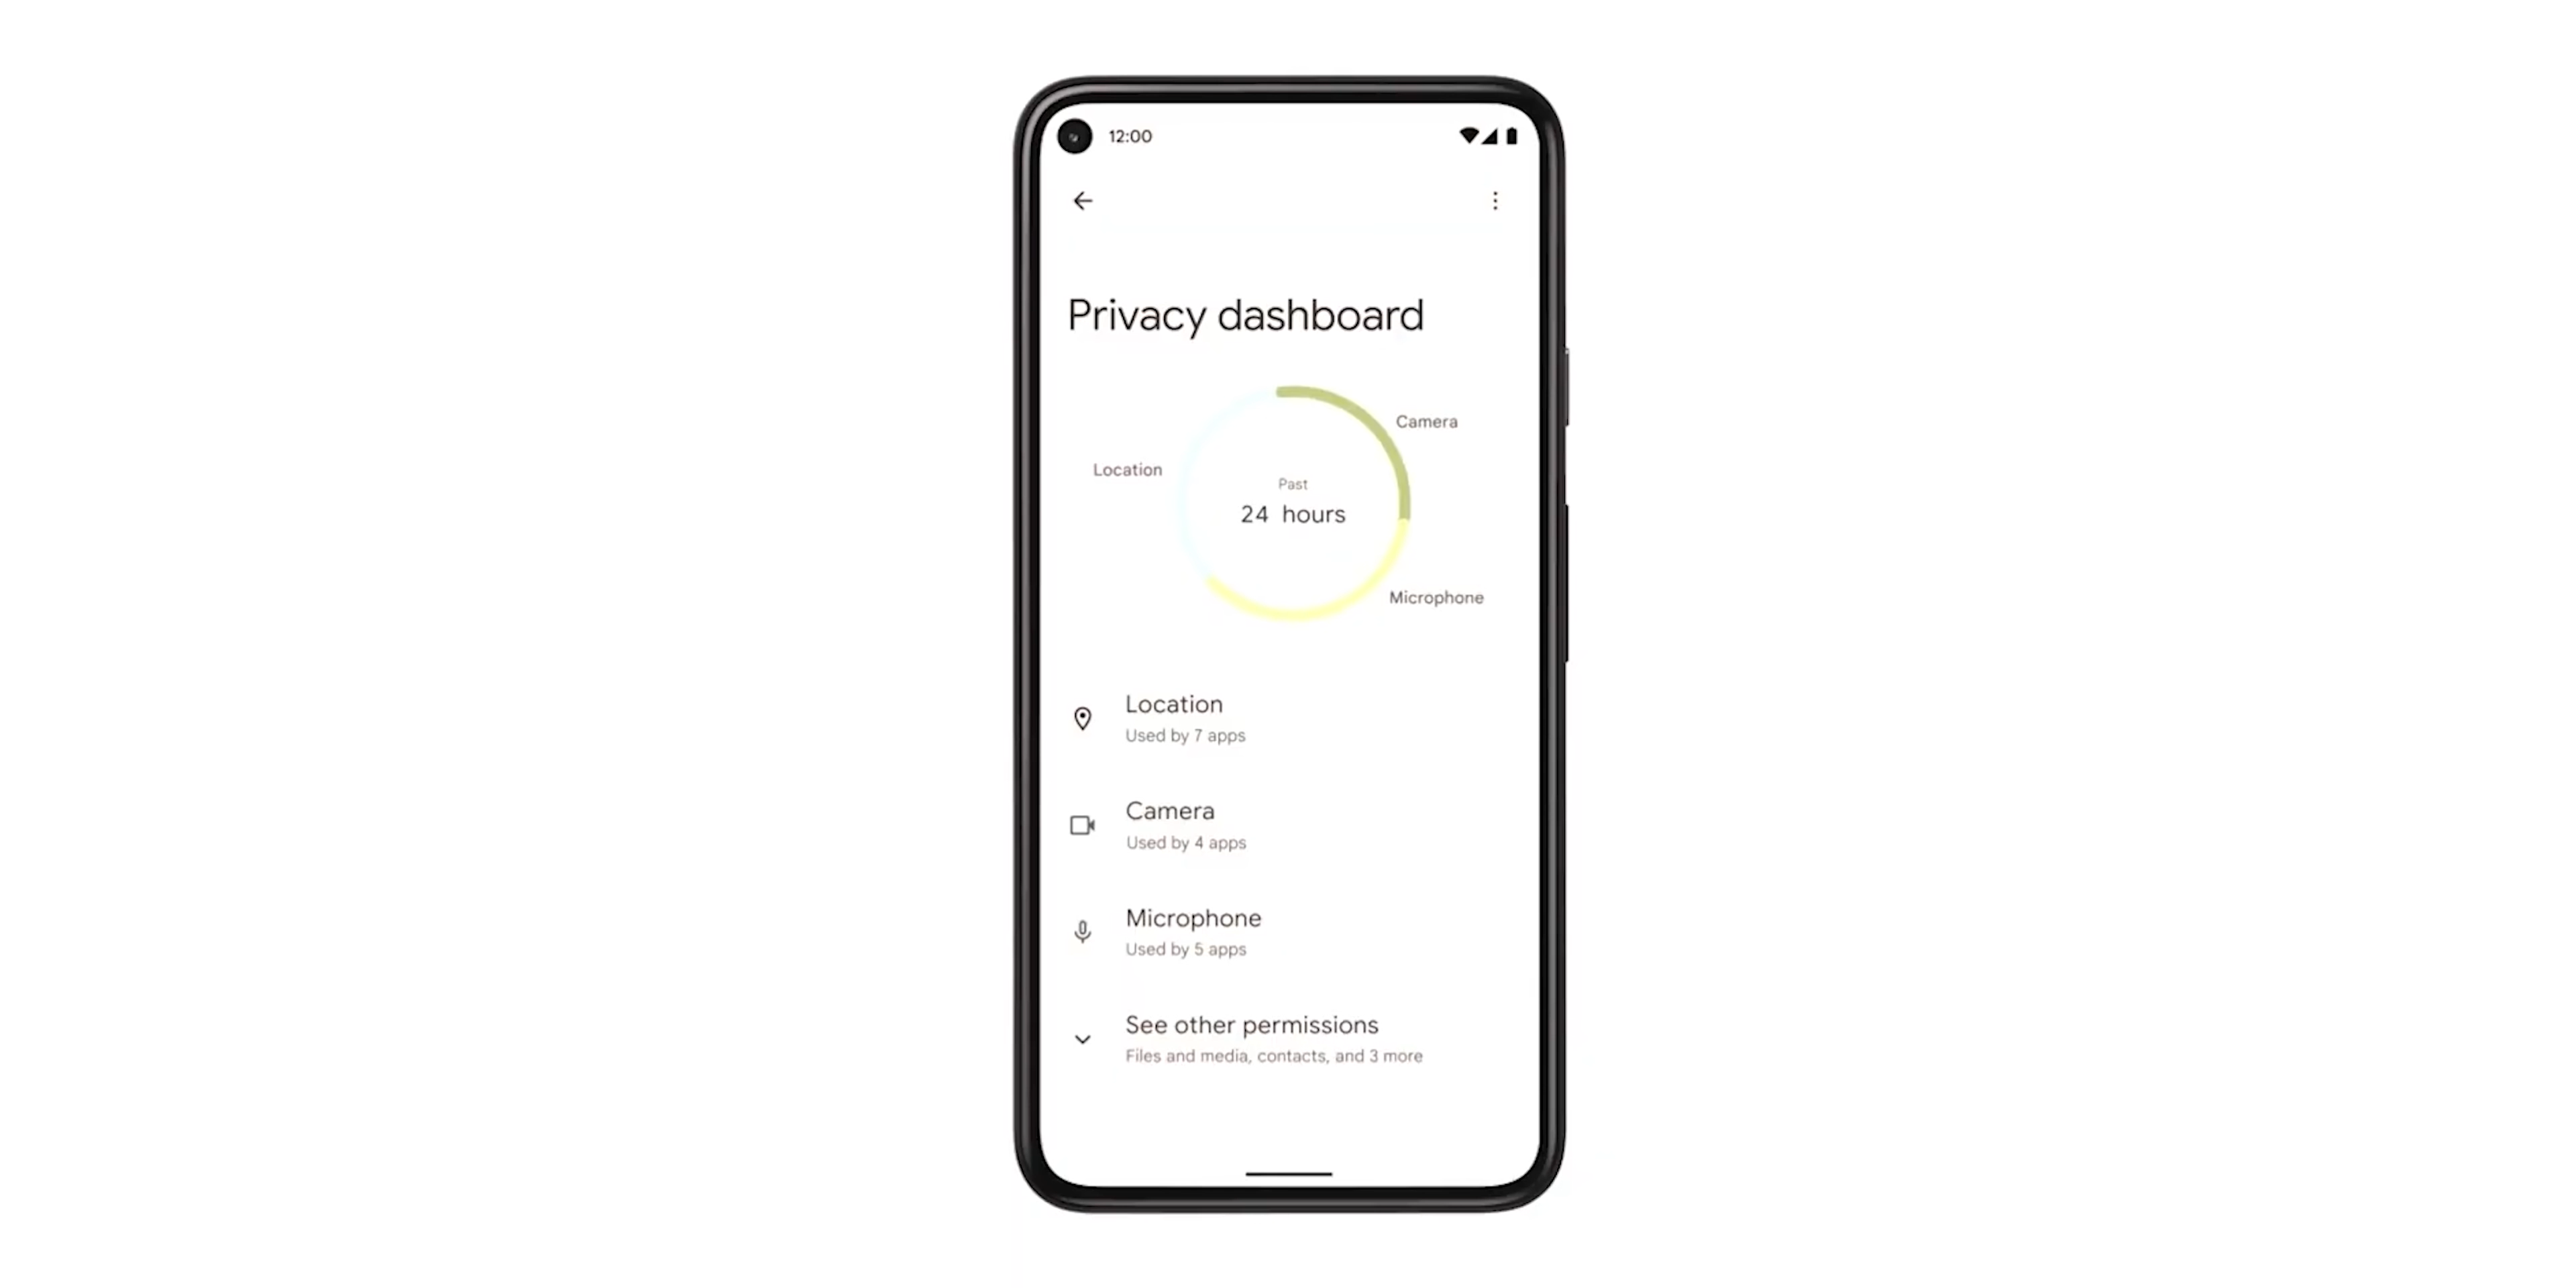 12:00
Privacy dashboard
Camera
Location
Past
24 hours
Microphone
Location
Used by 7 apps
Camera
Used by 4 apps
Microphone
Used by 5 apps
See other permissions
Files and media, contacts, and 3 more